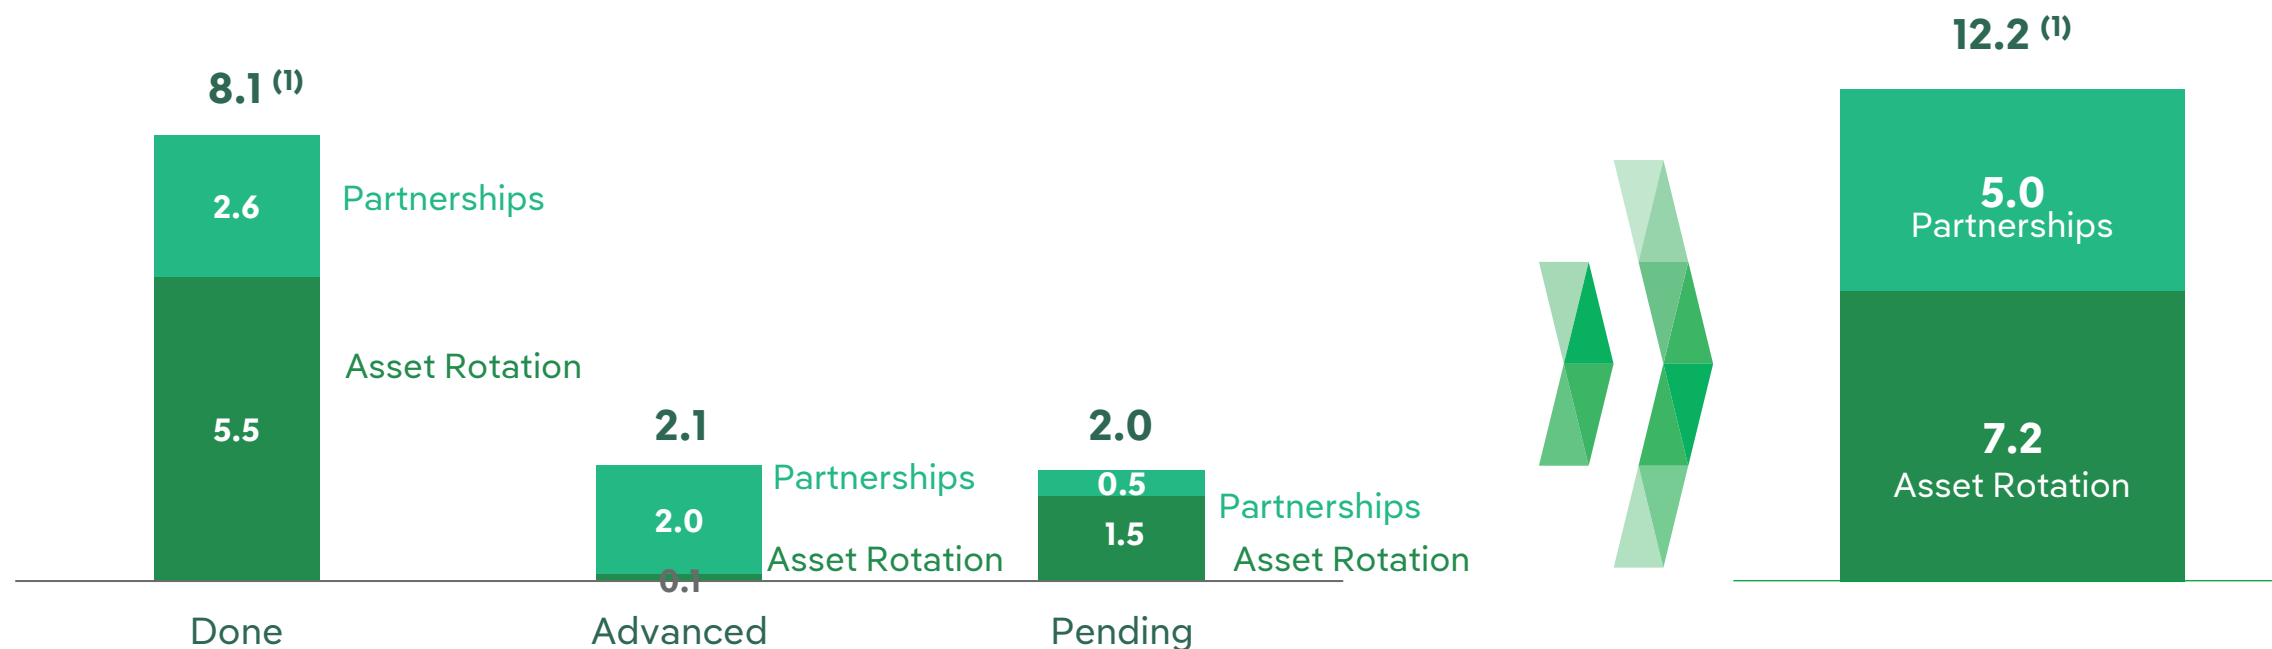 8.1 (1)
2.6
Partnerships
Asset Rotation
5.5
Done
2.1
Partnerships
2.0
Asset Rotation
0.1
Advanced
2.0
0.5
Partnerships
1.5
Asset Rotation
Pending
12.2 (1)
5.0
Partnerships
7.2
Asset Rotation